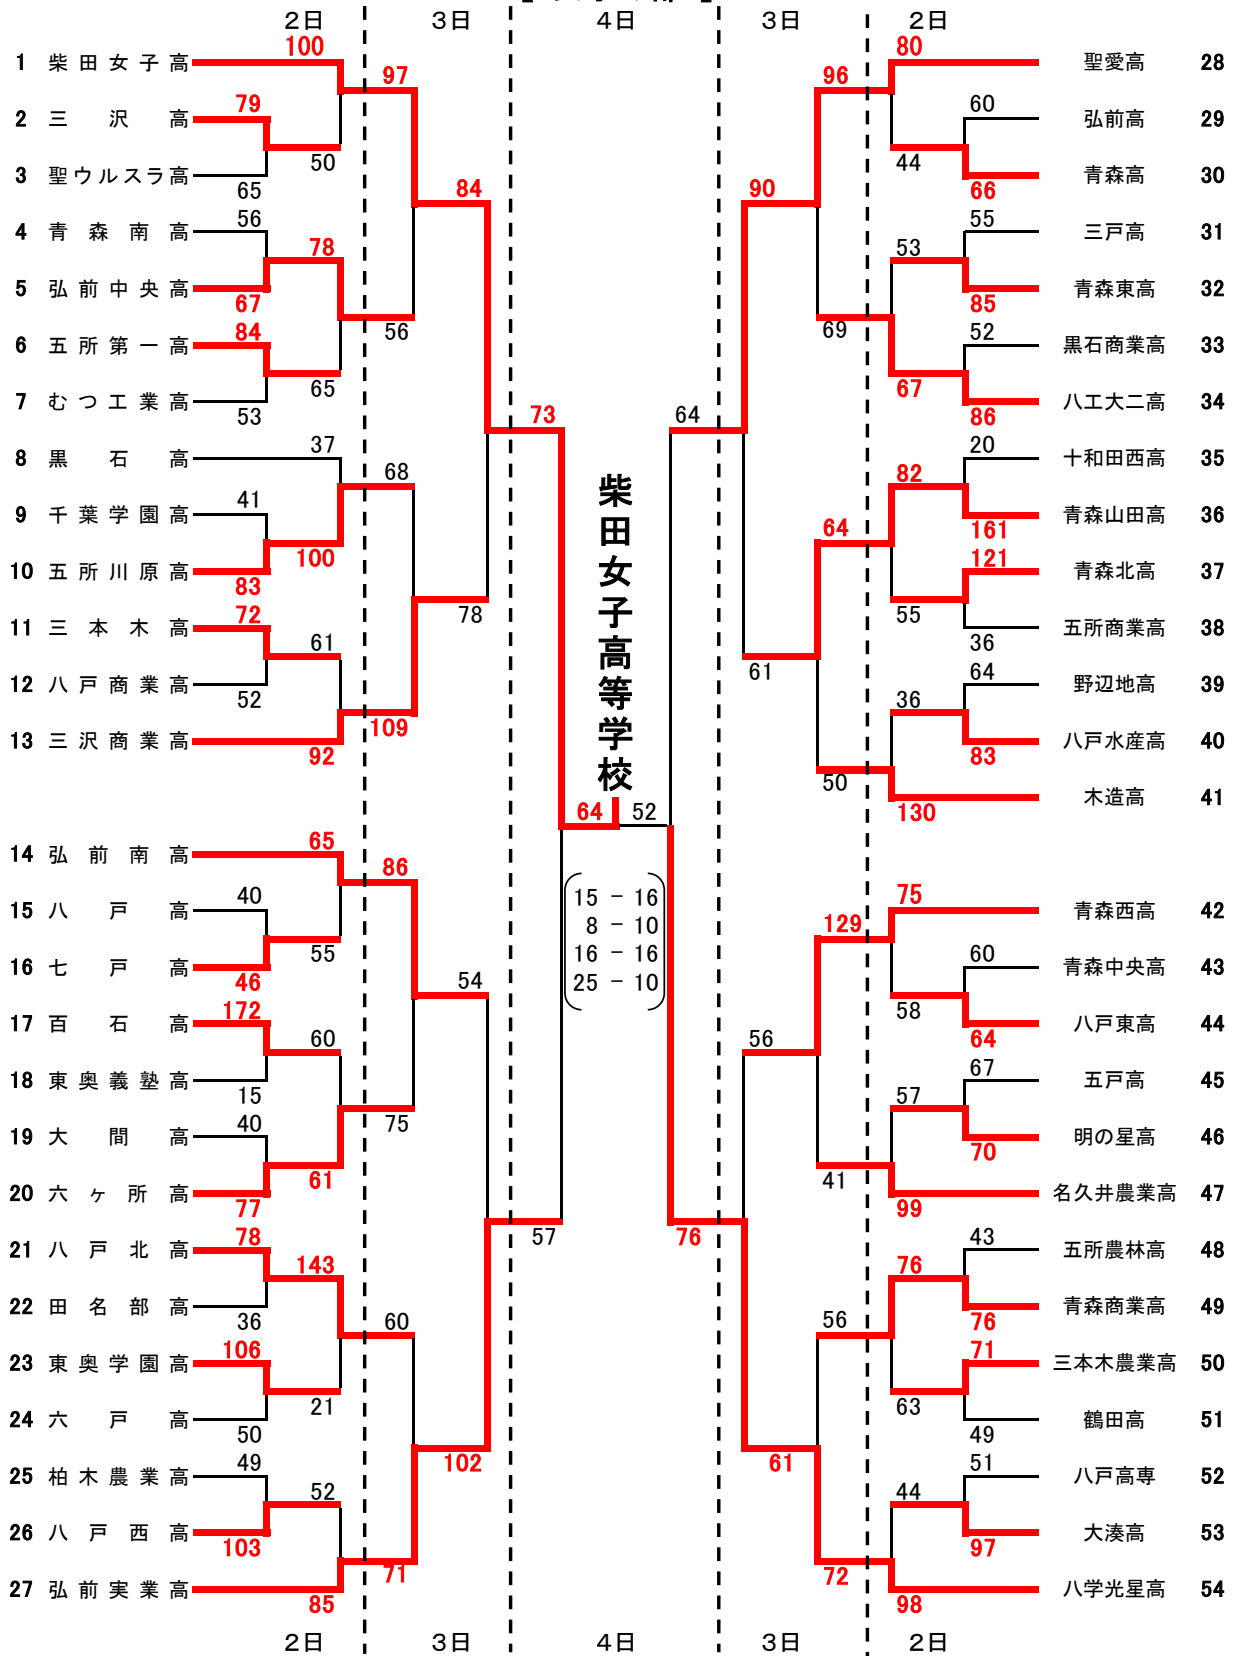 2日 3日 4日 3日 2日
100 80
1 柴田女子高 聖愛高 28
97 96
79 60
2 三沢高 弘前高 29
50 44
3 聖ウルスラ高 青森高 30
65 84 90 66
56 55
4 青森南高 三戸高 31
78 53
5 弘前中央高 青森東高 32
67 85
84 56 69 52
6 五所第一高 黒石商業高 33
65 67
7 むつ工業高 八工大二高 34
53 73 64 86
37 20
8 黒石高 十和田西高 35
68 82
41
9 千葉学園高 青森山田高 36
100 64 161
121
10 五所川原高 青森北高 37
83
72 78 55
11 三本木高 五所商業高 38
61 36
61 64
12 八戸商業高 野辺地高 39
52 36
109
13 三沢商業高 八戸水産高 40
92 83
柴田女子高等学校
50
木造高 41
64 52 130
65
14 弘前南高
86
40 75
15 八戸高 15 - 16 青森西高 42
8 - 10 129
55 16 - 16 60
16 七戸高 青森中央高 43
46 54 25 - 10
172 58
17 百石高 八戸東高 44
60 56 64
67
18 東奥義塾高 五戸高 45
15 57
40 75
19 大間高 明の星高 46
70
61 41
20 六ヶ所高 名久井農業高 47
77 99
78 57 76 43
21 八戸北高 五所農林高 48
143 76
22 田名部高 青森商業高 49
36 60 56 76
106 71
23 東奥学園高 三本木農業高 50
21 63
24 六戸高 鶴田高 51
50 49
49 102 61 51
25 柏木農業高 八戸高専 52
52 44
26 八戸西高 大湊高 53
103 97
71 72
27 弘前実業高 八学光星高 54
85 98
2日 3日 4日 3日 2日